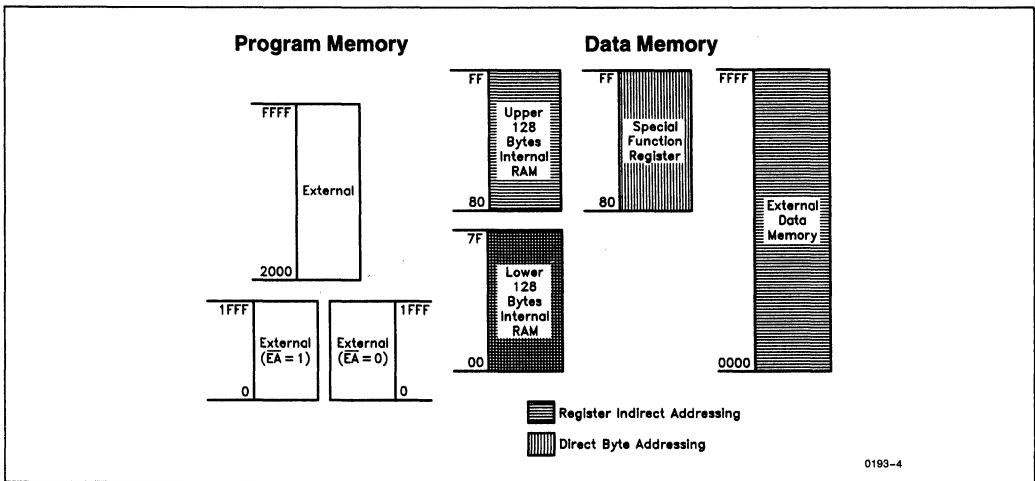 Program Memory
Data Memory
FFFF
External
2000
1FFF
External
(EA = 1)
0
1FFF
External
(EA = 0)
0
FF
Upper
128
Bytes
Internal
RAM
80
7F
Lower
128
Bytes
Internal
RAM
00
FF
Special
Function
Register
80
FFFF
External
Data
Memory
0000
Register Indirect Addressing
Direct Byte Addressing
0193-4